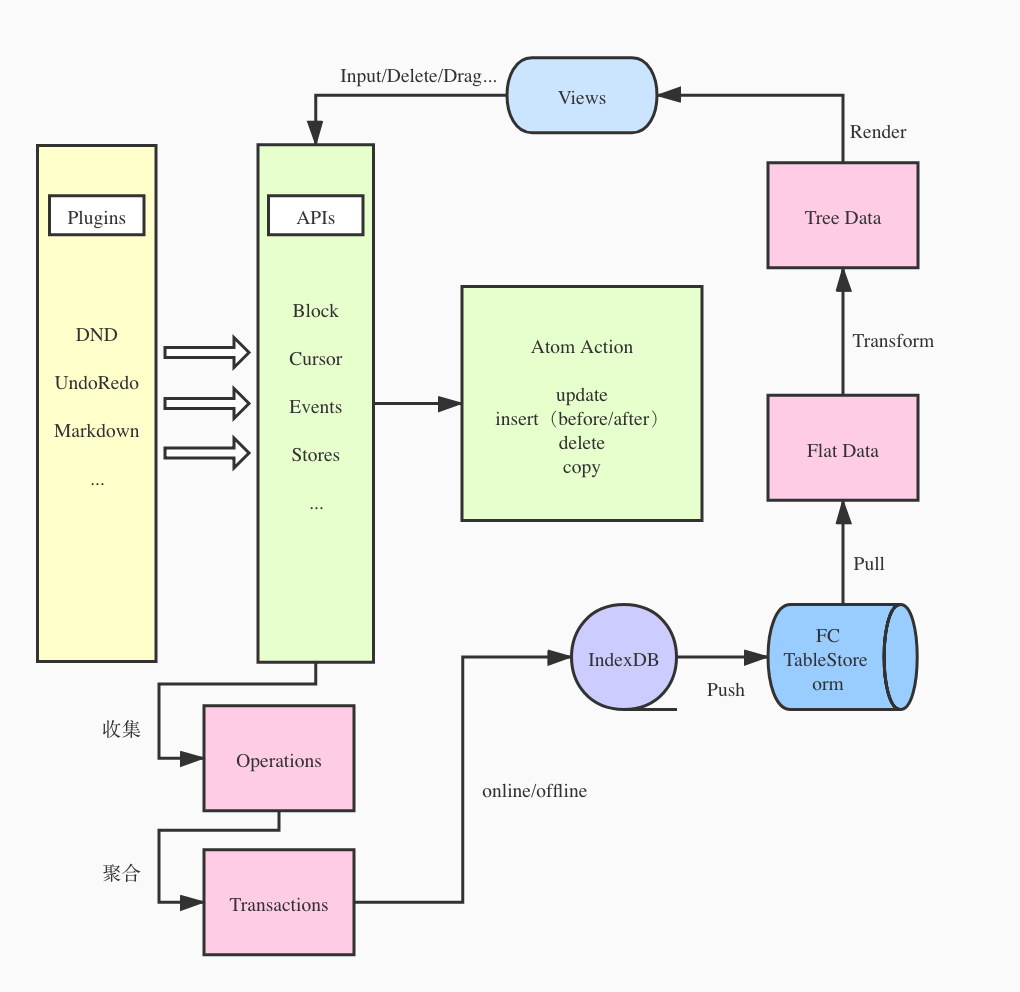 Input/Delete/Drag...
Views
Render
Plugins
APIs
Tree Data
DND
UndoRedo
Markdown
...
Block
Cursor
Events
Stores
...
Atom Action
update
insert（before/after）
delete
copy
Transform
Flat Data
Pull
FC
TableStore
orm
IndexDB
Push
收集
Operations
online/offline
聚合
Transactions